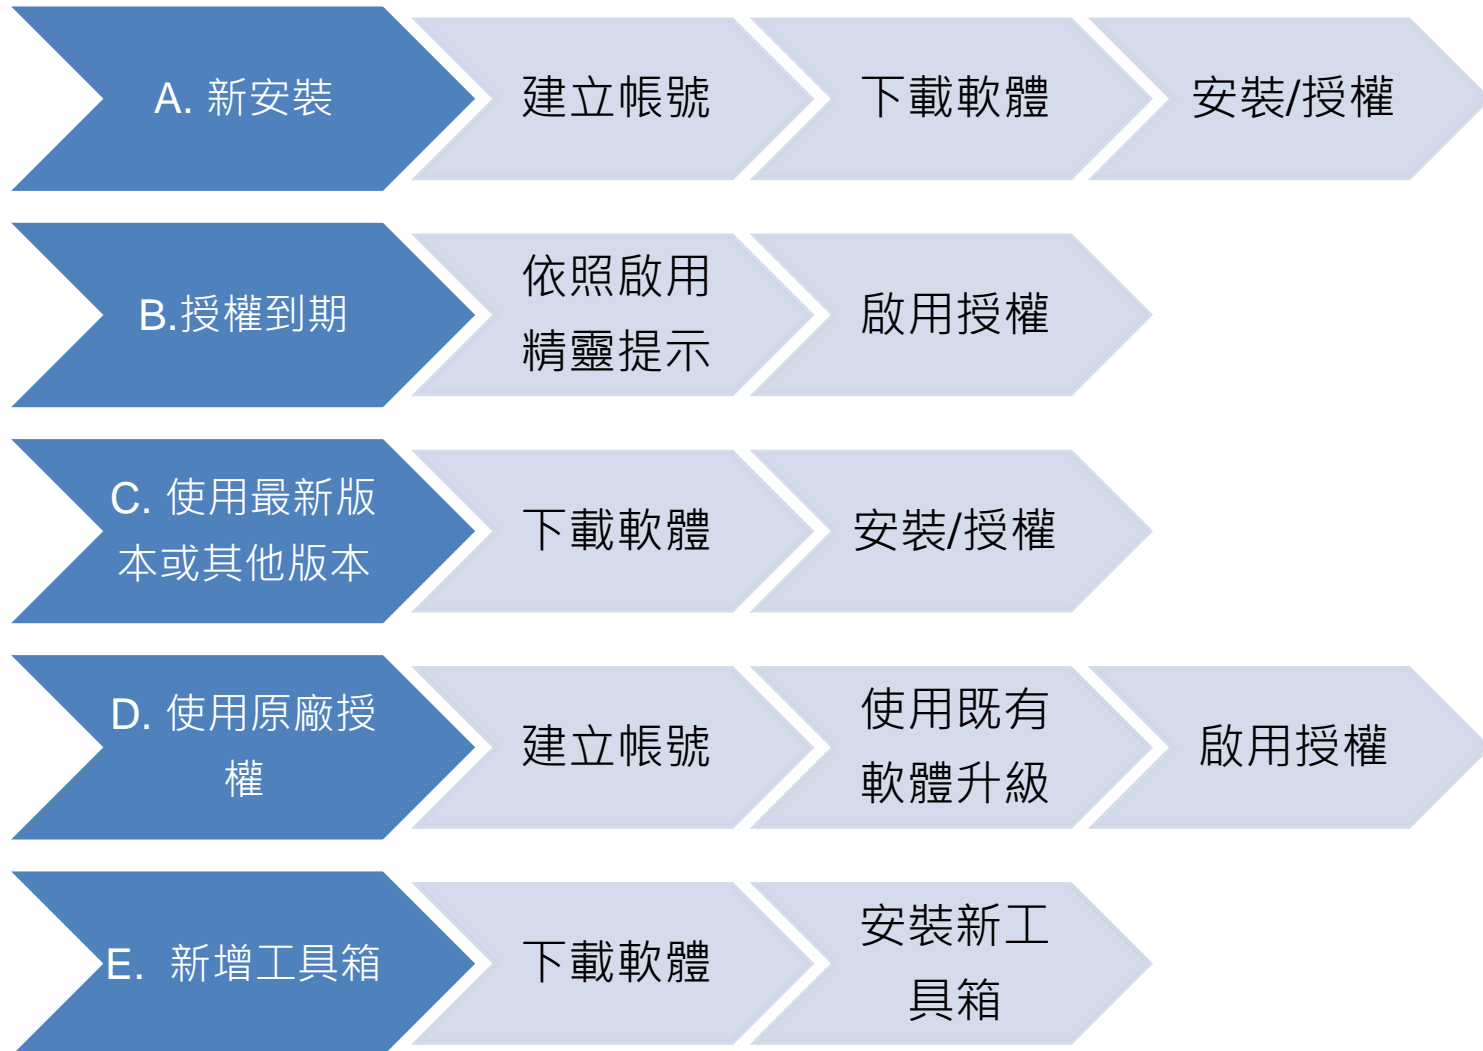 A. 新安裝
建立帳號
下載軟體
安裝/授權
B.授權到期
依照啟用
精靈提示
啟用授權
C. 使用最新版
本或其他版本
下載軟體
安裝/授權
D. 使用原廠授
權
建立帳號
使用既有
軟體升級
啟用授權
E. 新增工具箱
下載軟體
安裝新工
具箱